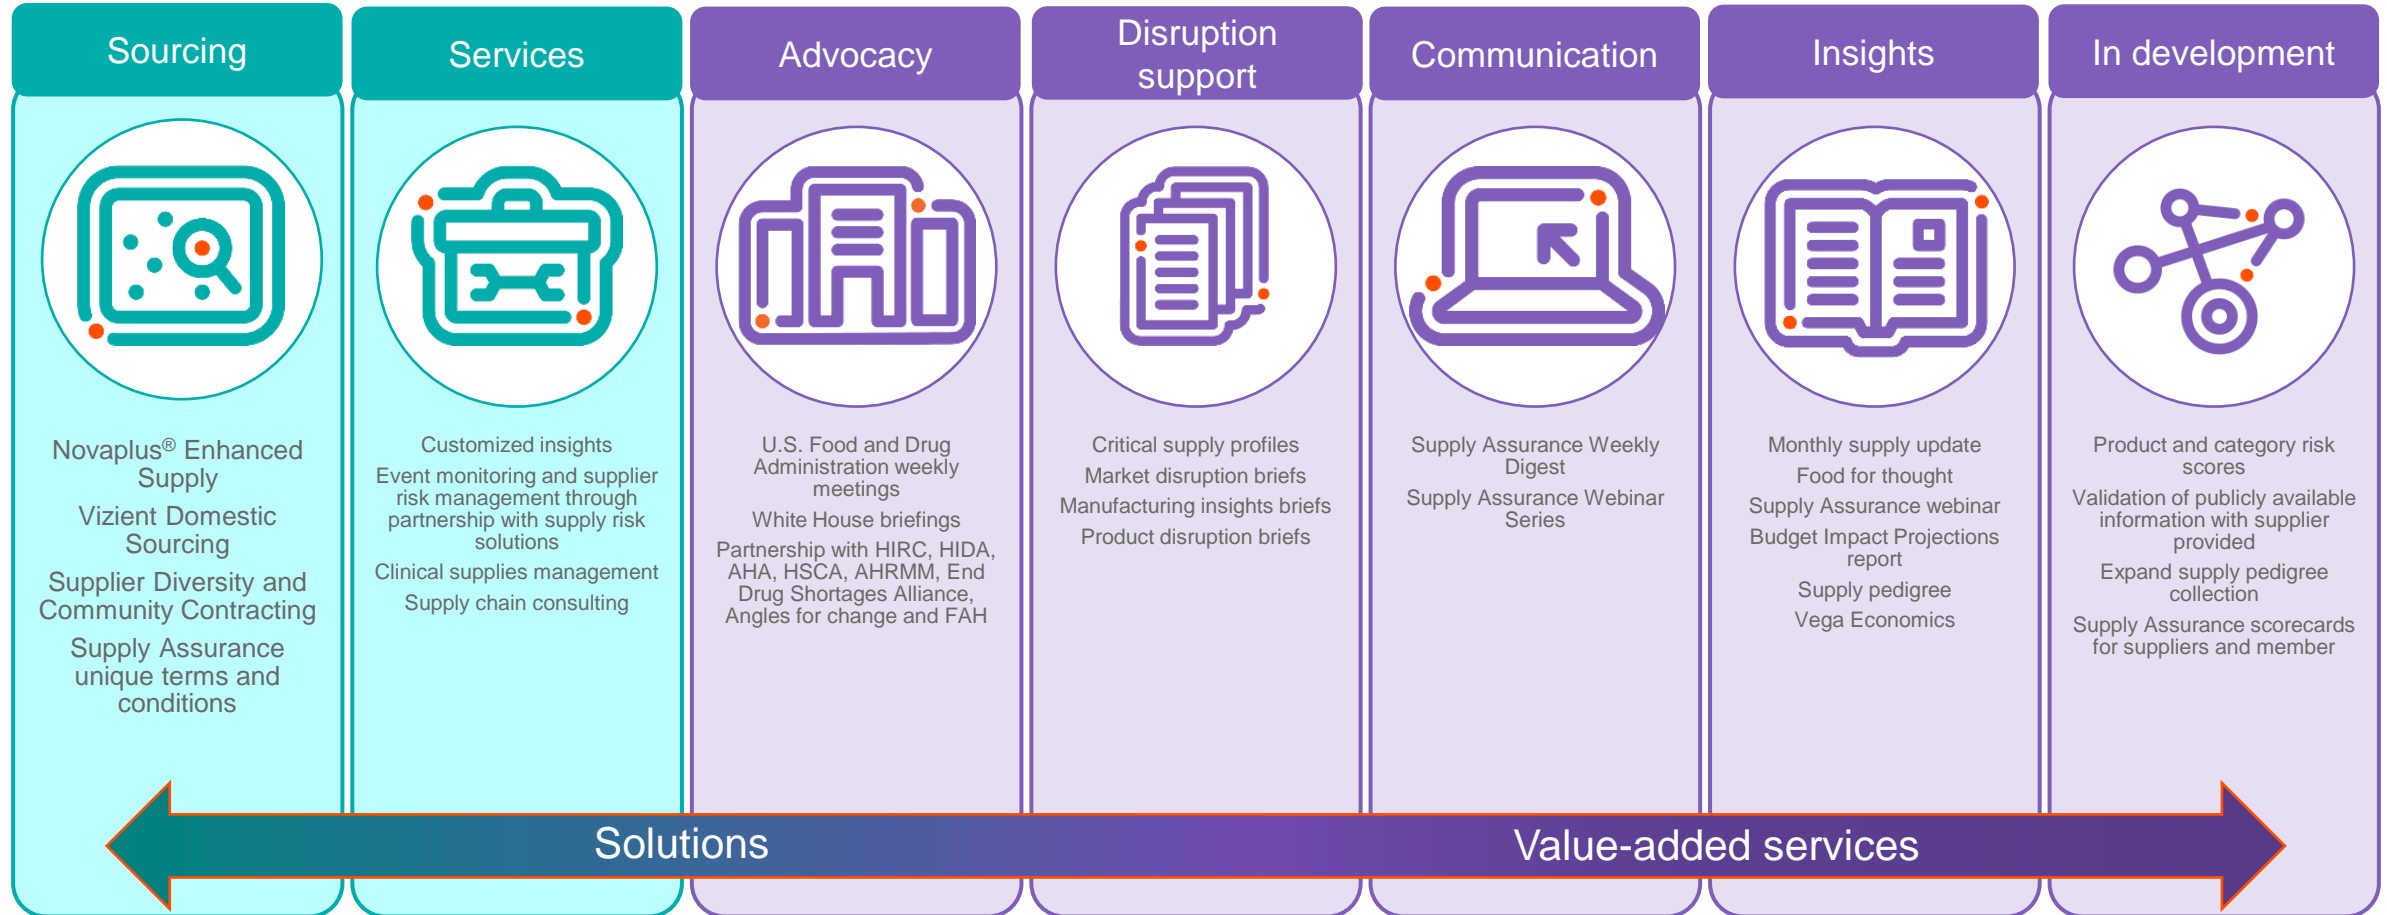 Sourcing
Novaplus® Enhanced
Supply
Vizient Domestic
Sourcing
Supplier Diversity and
Community Contracting
Supply Assurance
unique terms and
conditions
Services
Customized insights
Event monitoring and supplier
risk management through
partnership with supply risk
solutions
Clinical supplies management
Supply chain consulting
Advocacy
U.S. Food and Drug
Administration weekly
meetings
White House briefings
Partnership with HIRC, HIDA,
AHA, HSCA, AHRMM, End
Drug Shortages Alliance,
Angles for change and FAH
Disruption
support
Critical supply profiles
Market disruption briefs
Manufacturing insights briefs
Product disruption briefs
Communication
Supply Assurance Weekly
Digest
Supply Assurance Webinar
Series
Insights
Monthly supply update
Food for thought
Supply Assurance webinar
Budget Impact Projections
report
Supply pedigree
Vega Economics
In development
Product and category risk
scores
Validation of publicly available
information with supplier
provided
Expand supply pedigree
collection
Supply Assurance scorecards
for suppliers and member
Solutions
Value-added services